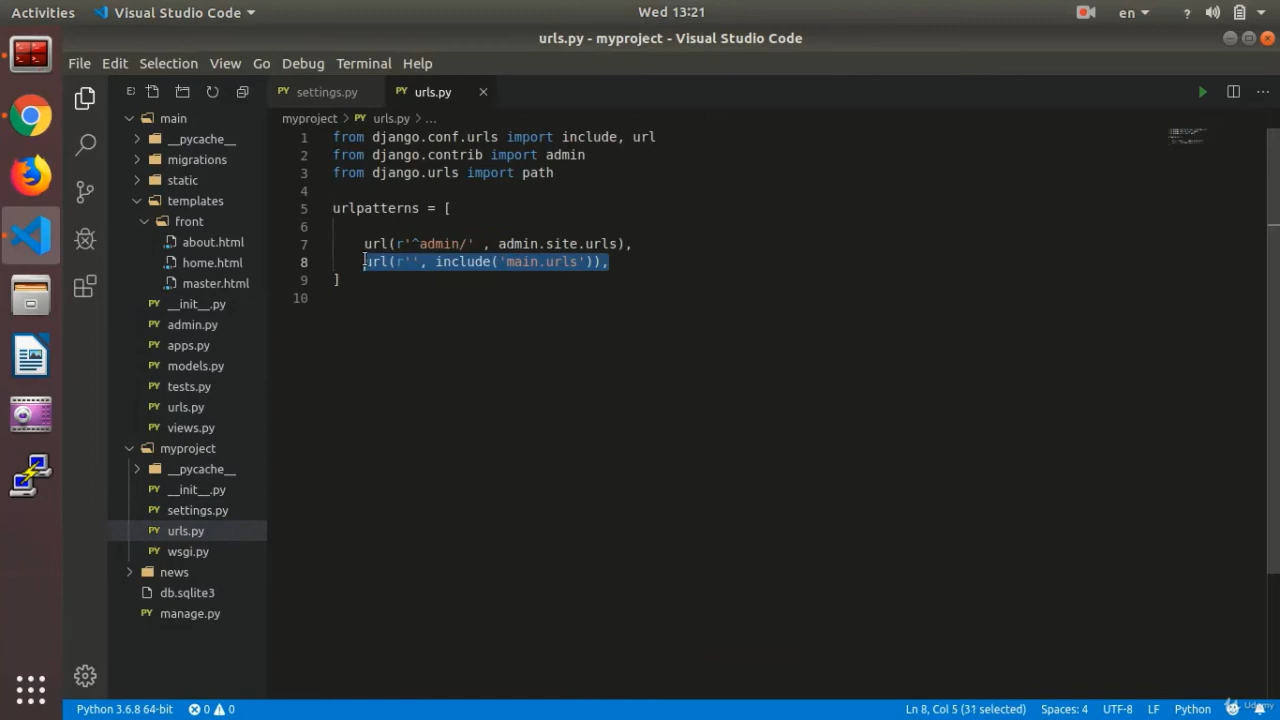 Activities
Visual Studio Code
Wed 13:21
en
urls.py - myproject - Visual Studio Code
File Edit Selection View Go Debug Terminal Help
settings.py
urls.py
myproject > urls.py > ...
1 from django.conf.urls import include, url
2 from django.contrib import admin
3 from django.urls import path
4
5 urlpatterns = [
6
7 url(r'^admin/' , admin.site.urls),
8 url(r'', include('main.urls')),
9 ]
10
main
__pycache__
migrations
static
templates
front
about.html
home.html
master.html
__init__.py
admin.py
apps.py
models.py
tests.py
urls.py
views.py
myproject
__pycache__
__init__.py
settings.py
urls.py
wsgi.py
news
db.sqlite3
manage.py
Python 3.6.8 64-bit 0 0 Ln 8, Col 5 (31 selected) Spaces: 4 UTF-8 LF Python
Udemy